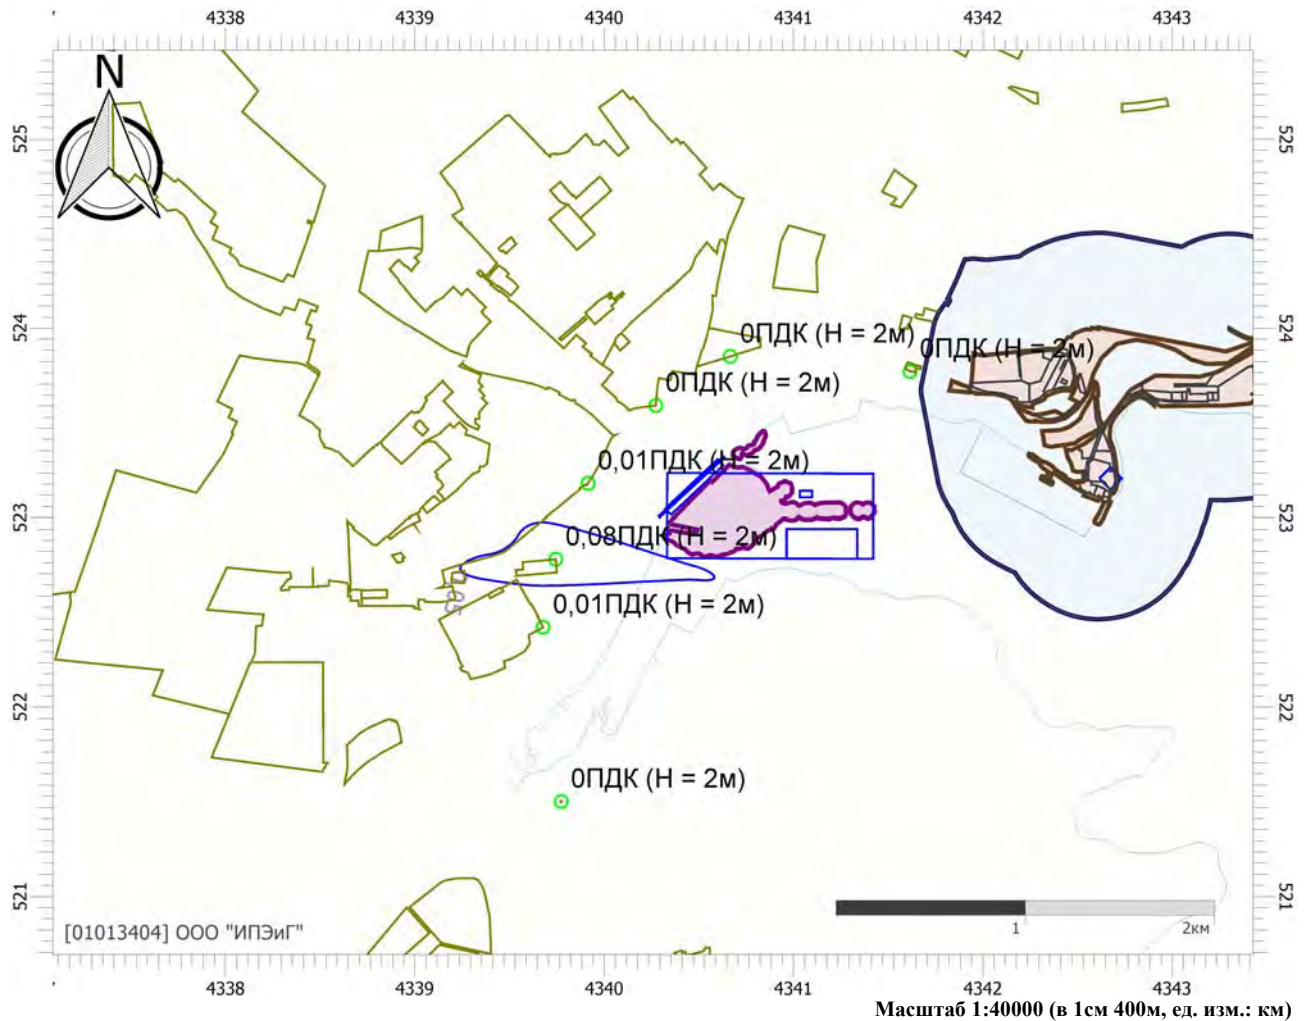 4338 4339 4340 4341 4342 4343
N
525 525
524 524
0ПДК (H = 2м)
0ПДК (H = 2м)
0ПДК (H = 2м)
0,01ПДК (H = 2м)
523 523
0,08ПДК (H = 2м)
0.05
0,01ПДК (H = 2м)
522 522
0ПДК (H = 2м)
521 521
[01013404] ООО "ИПЭиГ"
1 2км
4338 4339 4340 4341 4342 4343
Масштаб 1:40000 (в 1см 400м, ед. изм.: км)